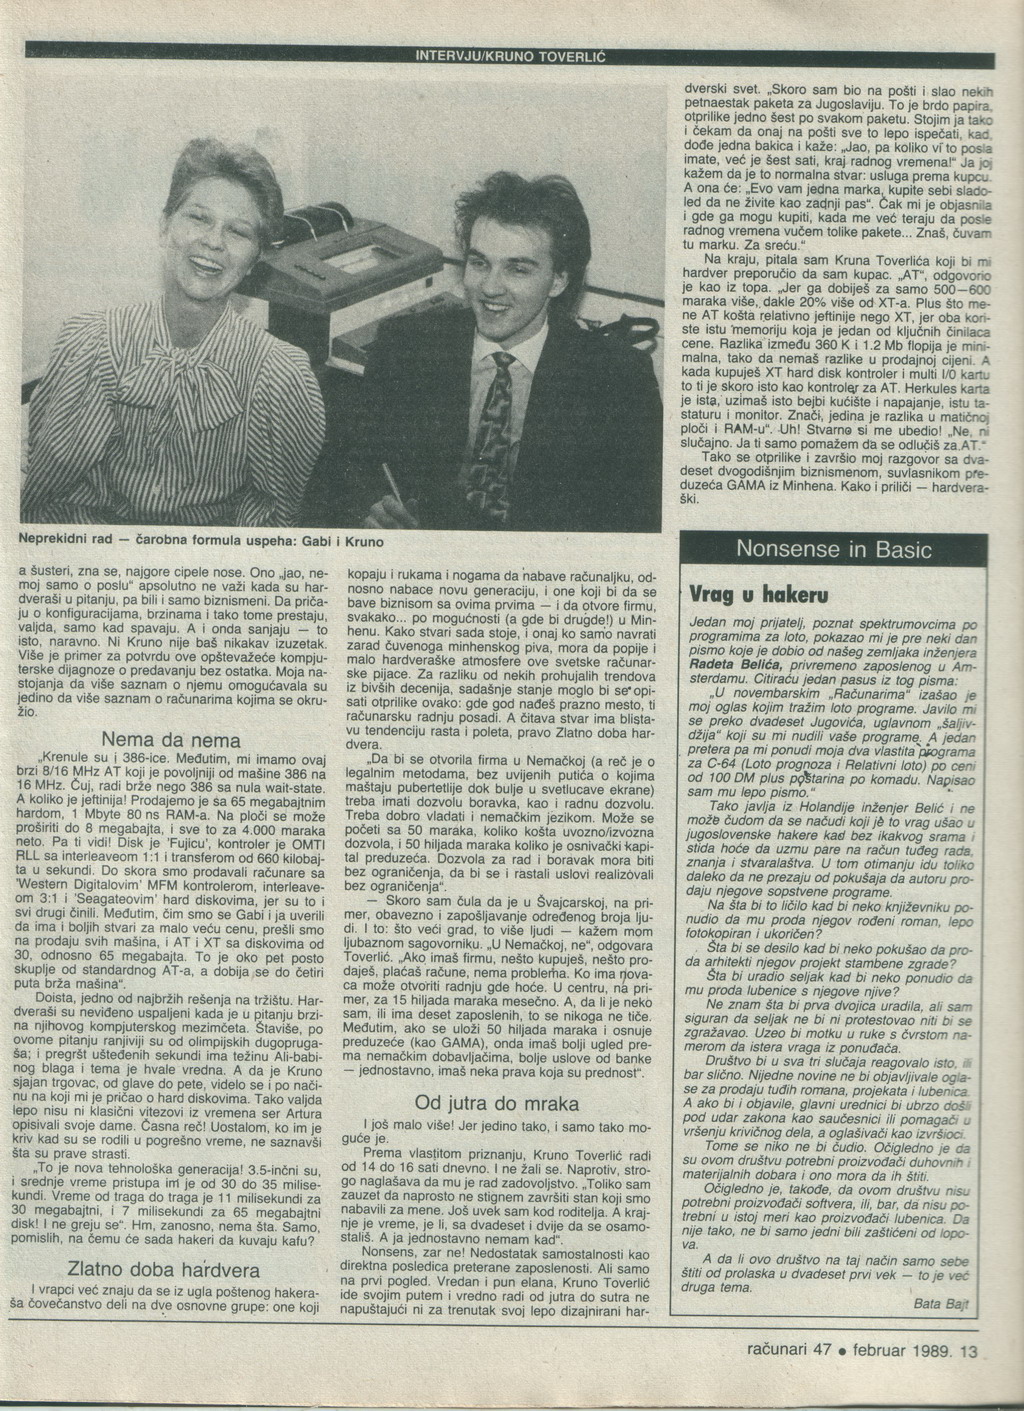 INTERVJU/KRUNO TOVERLIĆ
Neprekidni rad — čarobna formula uspeha: Gabi i Kruno
a šusteri, zna se, najgore cipele nose. Ono „jao, ne-
moj samo o poslu“ apsolutno ne važi kada su har-
dveraši u pitanju, pa bili i samo biznismeni. Da priča-
ju o konfiguracijama, brzinama i tako tome prestaju,
valjda, samo kad spavaju. A i onda sanjaju — to
isto, naravno. Ni Kruno nije baš nikakav izuzetak.
Više je primer za potvrdu ove opštevažeće kompju-
terske dijagnoze o predavanju bez ostatka. Moja na-
stojanja da više saznam o njemu omogućavala su
jedino da više saznam o računarima kojima se okru-
žio.
Nema da nema
„Krenule su i 386-ice. Međutim, mi imamo ovaj
brzi 8/16 MHz AT koji je povoljniji od mašine 386 na
16 MHz. Čuj, radi brže nego 386 sa nula wait-state.
A koliko je jeftinija! Prodajemo je sa 65 megabajtnim
hardom, 1 Mbyte 80 ns RAM-a. Na ploči se može
proširiti do 8 megabajta, i sve to za 4.000 maraka
neto. Pa ti vidi! Disk je 'Fujicu', kontroler je OMTI
RLL sa interleaveom 1:1 i transferom od 660 kilobaj-
ta u sekundi. Do skora smo prodavali računare sa
'Western Digitalovim' MFM kontrolerom, interleave-
om 3:1 i 'Seagateovim' hard diskovima, jer su to i
svi drugi činili. Međutim, čim smo se Gabi i ja uverili
da ima i boljih stvari za malo veću cenu, prešli smo
na prodaju svih mašina, i AT i XT sa diskovima od
30, odnosno 65 megabajta. To je oko pet posto
skuplje od standardnog AT-a, a dobija se do četiri
puta brža mašina“.
Doista, jedno od najbržih rešenja na tržištu. Har-
dveraši su neviđeno uspaljeni kada je u pitanju brzi-
na njihovog kompjuterskog mezimčeta. Štaviše, po
ovome pitanju ranjiviji su od olimpijskih dugopruga-
ša; i pregršt ušteđenih sekundi ima težinu Ali-babi-
nog blaga i tema je hvale vredna. A da je Kruno
sjajan trgovac, od glave do pete, videlo se i po nači-
nu na koji mi je pričao o hard diskovima. Tako valjda
lepo nisu ni klasični vitezovi iz vremena ser Artura
opisivali svoje dame. Časna reč! Uostalom, ko im je
kriv kad su se rodili u pogrešno vreme, ne saznavši
šta su prave strasti.
„To je nova tehnološka generacija! 3.5-inčni su,
i srednje vreme pristupa im je od 30 do 35 milise-
kundi. Vreme od traga do traga je 11 milisekundi za
30 megabajtni, i 7 milisekundi za 65 megabajtni
disk! I ne greju se“. Hm, zanosno, nema šta. Samo,
pomislih, na čemu će sada hakeri da kuvaju kafu?
Zlatno doba hardvera
I vrapci već znaju da se iz ugla poštenog hakera-
ša čovečanstvo deli na dve osnovne grupe: one koji
kopaju i rukama i nogama da nabave računaljku, od-
nosno nabace novu generaciju, i one koji bi da se
bave biznisom sa ovima prvima — i da otvore firmu,
svakako... po mogućnosti (a gde bi drugde!) u Min-
henu. Kako stvari sada stoje, i onaj ko samo navrati
zarad čuvenoga minhenskog piva, mora da popije i
malo hardveraške atmosfere ove svetske računar-
ske pijace. Za razliku od nekih prohujalih trendova
iz bivših decenija, sadašnje stanje moglo bi se opi-
sati otprilike ovako: gde god nađeš prazno mesto, ti
računarsku radnju posadi. A čitava stvar ima blista-
vu tendenciju rasta i poleta, pravo Zlatno doba har-
dvera.
„Da bi se otvorila firma u Nemačkoj (a reč je o
legalnim metodama, bez uvijenih putića o kojima
maštaju pubertetlije dok bulje u svetlucave ekrane)
treba imati dozvolu boravka, kao i radnu dozvolu.
Treba dobro vladati i nemačkim jezikom. Može se
početi sa 50 maraka, koliko košta uvozno/izvozna
dozvola, i 50 hiljada maraka koliko je osnivački kapi-
tal preduzeća. Dozvola za rad i boravak mora biti
bez ograničenja, da bi se i rastali uslovi realizovali
bez ograničenja“.
— Skoro sam čula da je u Švajcarskoj, na pri-
mer, obavezno i zapošljavanje određenog broja lju-
di. I to: što veći grad, to više ljudi — kažem mom
ljubaznom sagovorniku. „U Nemačkoj, ne“, odgovara
Toverlić. „Ako imaš firmu, nešto kupuješ, nešto pro-
daješ, plaćaš račune, nema problema. Ko ima nova-
ca može otvoriti radnju gde hoće. U centru, na pri-
mer, za 15 hiljada maraka mesečno. A, da li je neko
sam, ili ima deset zaposlenih, to se nikoga ne tiče.
Međutim, ako se uloži 50 hiljada maraka i osnuje
preduzeće (kao GAMA), onda imaš bolji ugled pre-
ma nemačkim dobavljačima, bolje uslove od banke
— jednostavno, imaš neka prava koja su prednost“.
Od jutra do mraka
I još malo više! Jer jedino tako, i samo tako mo-
guće je.
Prema vlastitom priznanju, Kruno Toverlić radi
od 14 do 16 sati dnevno. I ne žali se. Naprotiv, stro-
go naglašava da mu je rad zadovoljstvo. „Toliko sam
zauzet da naprosto ne stignem završiti stan koji smo
nabavili za mene. Još uvek sam kod roditelja. A kraj-
nje je vreme, je li, sa dvadeset i dvije da se osamo-
stališ. A ja jednostavno nemam kad“.
Nonsens, zar ne! Nedostatak samostalnosti kao
direktna posledica preterane zaposlenosti. Ali samo
na prvi pogled. Vredan i pun elana, Kruno Toverlić
ide svojim putem i vredno radi od jutra do sutra ne
napuštajući ni za trenutak svoj lepo dizajnirani har-
dverski svet. „Skoro sam bio na pošti i slao nekih
petnaestak paketa za Jugoslaviju. To je brdo papira,
otprilike jedno šest po svakom paketu. Stojim ja tako
i čekam da onaj na pošti sve to lepo ispečati, kad,
dođe jedna bakica i kaže: „Jao, pa koliko vi to posla
imate, već je šest sati, kraj radnog vremena!“ Ja joj
kažem da je to normalna stvar: usluga prema kupcu.
A ona će: „Evo vam jedna marka, kupite sebi slado-
led da ne živite kao zadnji pas“. Čak mi je objasnila
i gde ga mogu kupiti, kada me već teraju da posle
radnog vremena vučem tolike pakete... Znaš, čuvam
tu marku. Za sreću.“
Na kraju, pitala sam Kruna Toverlića koji bi mi
hardver preporučio da sam kupac. „AT“, odgovorio
je kao iz topa. „Jer ga dobiješ za samo 500—600
maraka više, dakle 20% više od XT-a. Plus što me-
ne AT košta relativno jeftinije nego XT, jer oba kori-
ste istu memoriju koja je jedan od ključnih činilaca
cene. Razlika između 360 K i 1.2 Mb flopija je mini-
malna, tako da nemaš razlike u prodajnoj cijeni. A
kada kupuješ XT hard disk kontroler i multi I/O kartu
to ti je skoro isto kao kontroler za AT. Herkules karta
je ista, uzimaš isto bejbi kućište i napajanje, istu ta-
staturu i monitor. Znači, jedina je razlika u matičnoj
ploči i RAM-u“. Uh! Stvarno si me ubedio! „Ne, ni
slučajno. Ja ti samo pomažem da se odlučiš za AT.“
Tako se otprilike i završio moj razgovor sa dva-
deset dvogodišnjim biznismenom, suvlasnikom pre-
duzeća GAMA iz Minhena. Kako i priliči — hardvera-
ški.
Nonsense in Basic
Vrag u hakeru
Jedan moj prijatelj, poznat spektrumovcima po
programima za loto, pokazao mi je pre neki dan
pismo koje je dobio od našeg zemljaka inženjera
Radeta Belića, privremeno zaposlenog u Am-
sterdamu. Citiraću jedan pasus iz tog pisma:
„U novembarskim „Računarima“ izašao je
moj oglas kojim tražim loto programe. Javilo mi
se preko dvadeset Jugovića, uglavnom „šaljiv-
džija“ koji su mi nudili vaše programe. A jedan
pretera pa mi ponudi moja dva vlastita programa
za C-64 (Loto prognoza i Relativni loto) po ceni
od 100 DM plus poštarina po komadu. Napisao
sam mu lepo pismo.“
Tako javlja iz Holandije inženjer Belić i ne
može čudom da se načudi koji je to vrag ušao u
jugoslovenske hakere kad bez ikakvog srama i
stida hoće da uzmu pare na račun tuđeg rada,
znanja i stvaralaštva. U tom otimanju idu toliko
daleko da ne prezaju od pokušaja da autoru pro-
daju njegove sopstvene programe.
Na šta bi to ličilo kad bi neko književniku po-
nudio da mu proda njegov rođeni roman, lepo
fotokopiran i ukoričen?
Šta bi se desilo kad bi neko pokušao da pro-
da arhitekti njegov projekt stambene zgrade?
Šta bi uradio seljak kad bi neko ponudio da
mu proda lubenice s njegove njive?
Ne znam šta bi prva dvojica uradila, ali sam
siguran da seljak ne bi ni protestovao niti bi se
zgražavao. Uzeo bi motku u ruke s čvrstom na-
merom da istera vraga iz ponuđača.
Društvo bi u sva tri slučaja reagovalo isto, ili
bar slično. Nijedne novine ne bi objavljivale ogla-
se za prodaju tuđih romana, projekata i lubenica.
A ako bi i objavile, glavni urednici bi ubrzo došli
pod udar zakona kao saučesnici ili pomagači u
vršenju krivičnog dela, a oglašivači kao izvršioci.
Tome se niko ne bi čudio. Očigledno je da
su ovom društvu potrebni proizvođači duhovnih i
materijalnih dobara i ono mora da ih štiti.
Očigledno je, takođe, da ovom društvu nisu
potrebni proizvođači softvera, ili, bar, da nisu po-
trebni u istoj meri kao proizvođači lubenica. Da
nije tako, ne bi samo jedni bili zaštićeni od lopo-
va.
A da li ovo društvo na taj način samo sebe
štiti od prolaska u dvadeset prvi vek — to je već
druga tema.
Bata Bajt
računari 47 • februar 1989. 13